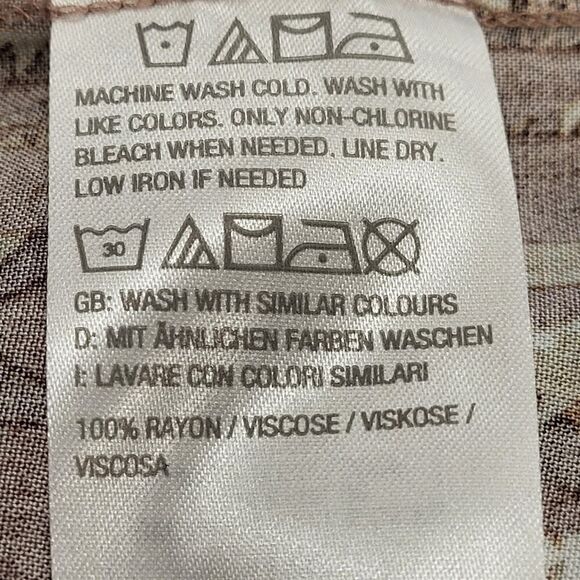 MACHINE WASH COLD. WASH WITH
LIKE COLORS. ONLY NON-CHLORINE
BLEACH WHEN NEEDED. LINE DRY.
LOW IRON IF NEEDED
30
GB: WASH WITH SIMILAR COLOURS
D: MIT ÄHNLICHEN FARBEN WASCHEN
I: LAVARE CON COLORI SIMILARI
100% RAYON / VISCOSE / VISKOSE /
VISCOSA